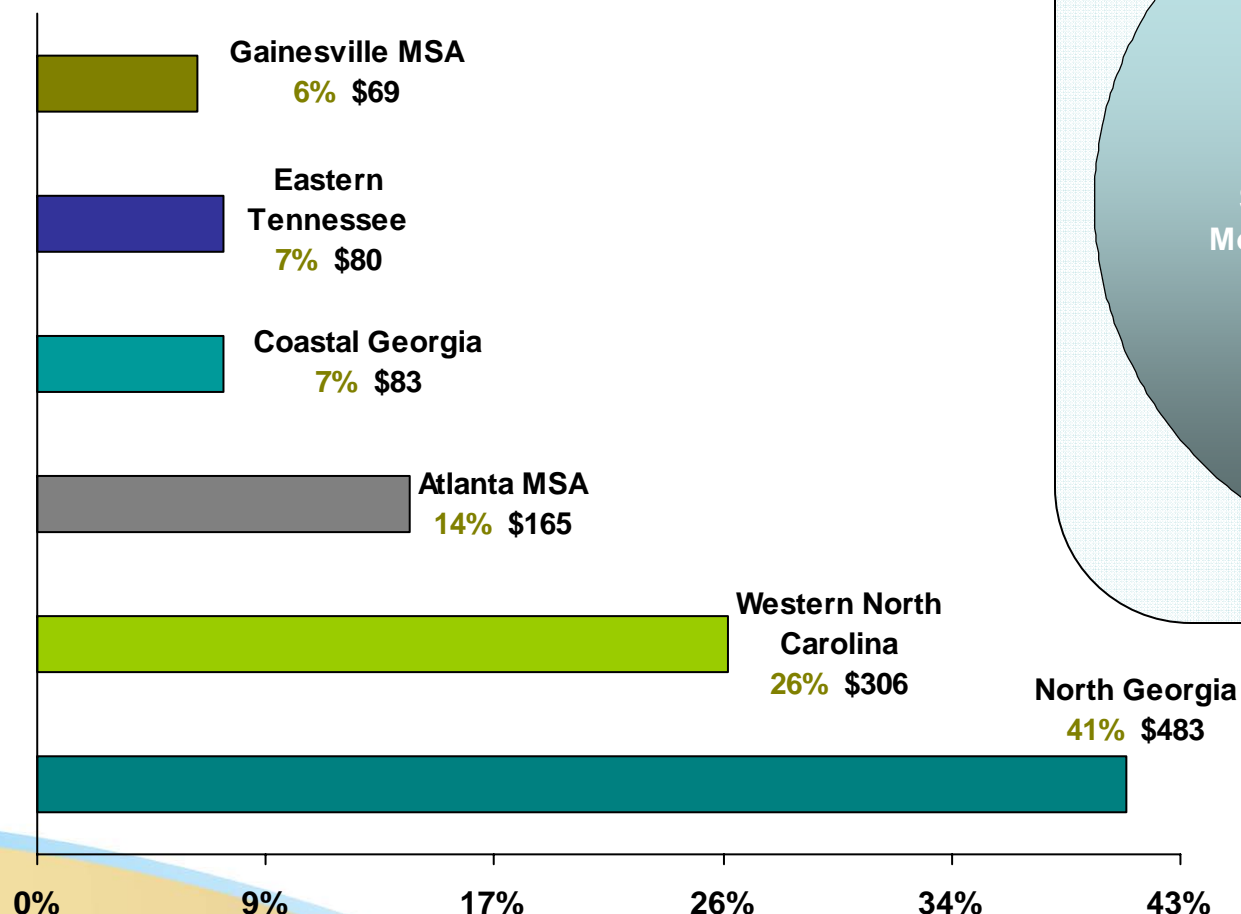 Gainesville MSA
6% $69
Eastern
Tennessee
7% $80
Coastal Georgia
7% $83
Atlanta MSA
14% $165
Western North
Carolina
26% $306
North Georgia
41% $483
0% 9% 17% 26% 34% 43%